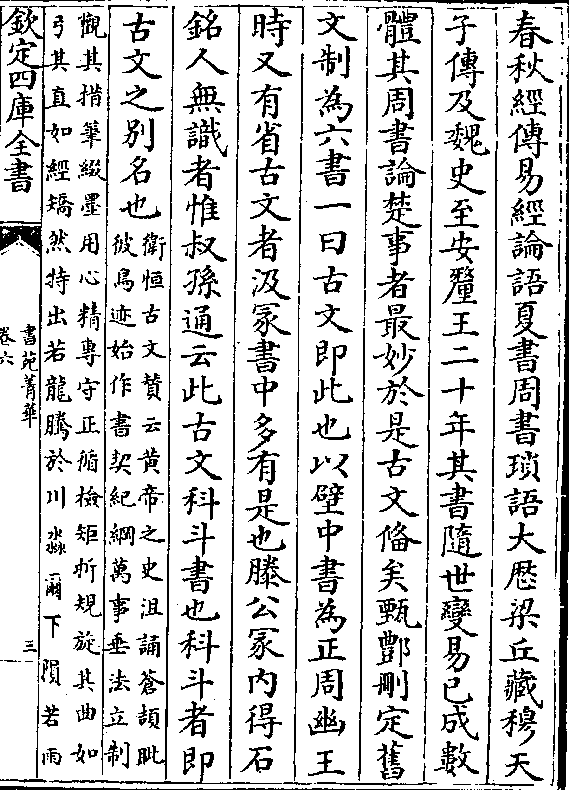 春秋經傳易經論語夏書周書瑣語大厯梁丘藏穆天
子傳及魏史至安釐王二十年其書隨世變易已成數
體其周書論楚事者最妙於是古文備矣甄酆刪定舊
文制為六書一曰古文即此也以壁中書為正周幽王
時又有省古文者汲冢書中多有是也滕公冢内得石
銘人無識者惟叔孫通云此古文科斗書也科斗者即
古文之别名也
衛恒古文贊云黄帝之史沮誦蒼頡眺
彼鳥迹始作書契紀綱萬事垂法立制
觀其措筆綴墨用心精專守正循檢矩折規旋其曲如
弓其直如經矯然特出若龍騰於川淼爾下隕若雨
欽定四庫全書
書苑菁華
卷六
三